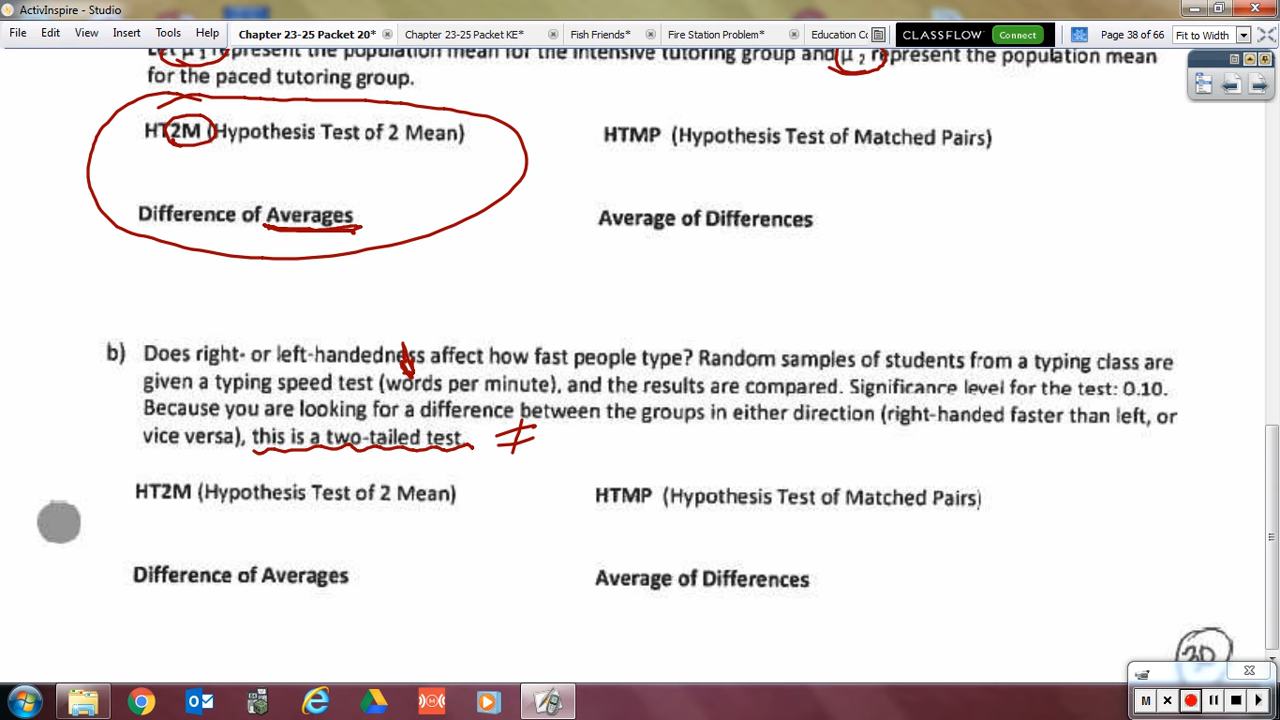 ActivInspire - Studio
File Edit View Insert Tools Help Chapter 23-25 Packet 20* Chapter 23-25 Packet KE* Fish Friends* Fire Station Problem* Education Co CLASSFLOW Connect Page 38 of 66 Fit to Width
Let μ 1 represent the population mean for the intensive tutoring group and μ 2 represent the population mean
for the paced tutoring group.
HT2M (Hypothesis Test of 2 Mean) HTMP (Hypothesis Test of Matched Pairs)
Difference of Averages Average of Differences
b) Does right- or left-handedness affect how fast people type? Random samples of students from a typing class are
given a typing speed test (words per minute), and the results are compared. Significance level for the test: 0.10.
Because you are looking for a difference between the groups in either direction (right-handed faster than left, or
vice versa), this is a two-tailed test. ≠
HT2M (Hypothesis Test of 2 Mean) HTMP (Hypothesis Test of Matched Pairs)
Difference of Averages Average of Differences
30
M